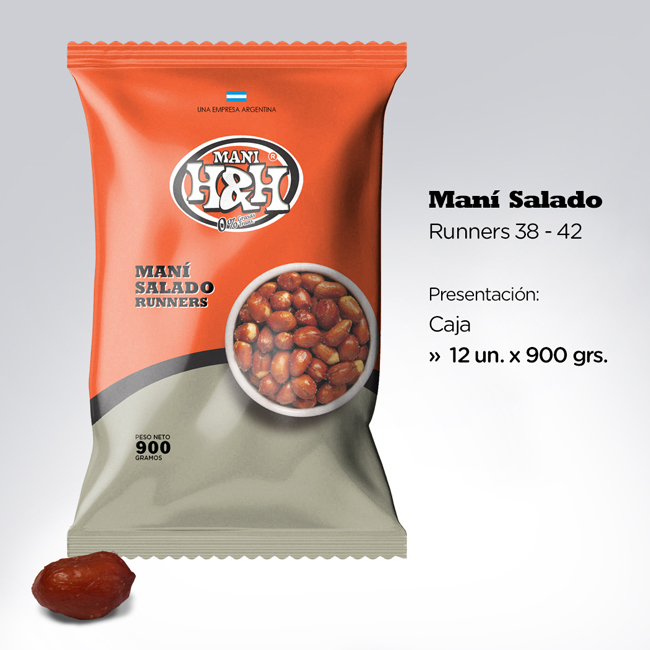 UNA EMPRESA ARGENTINA
MANI ®
H&H
MANÍ
SALADO
RUNNERS
PESO NETO
900
GRAMOS
Maní Salado
Runners 38 - 42
Presentación:
Caja
» 12 un. x 900 grs.